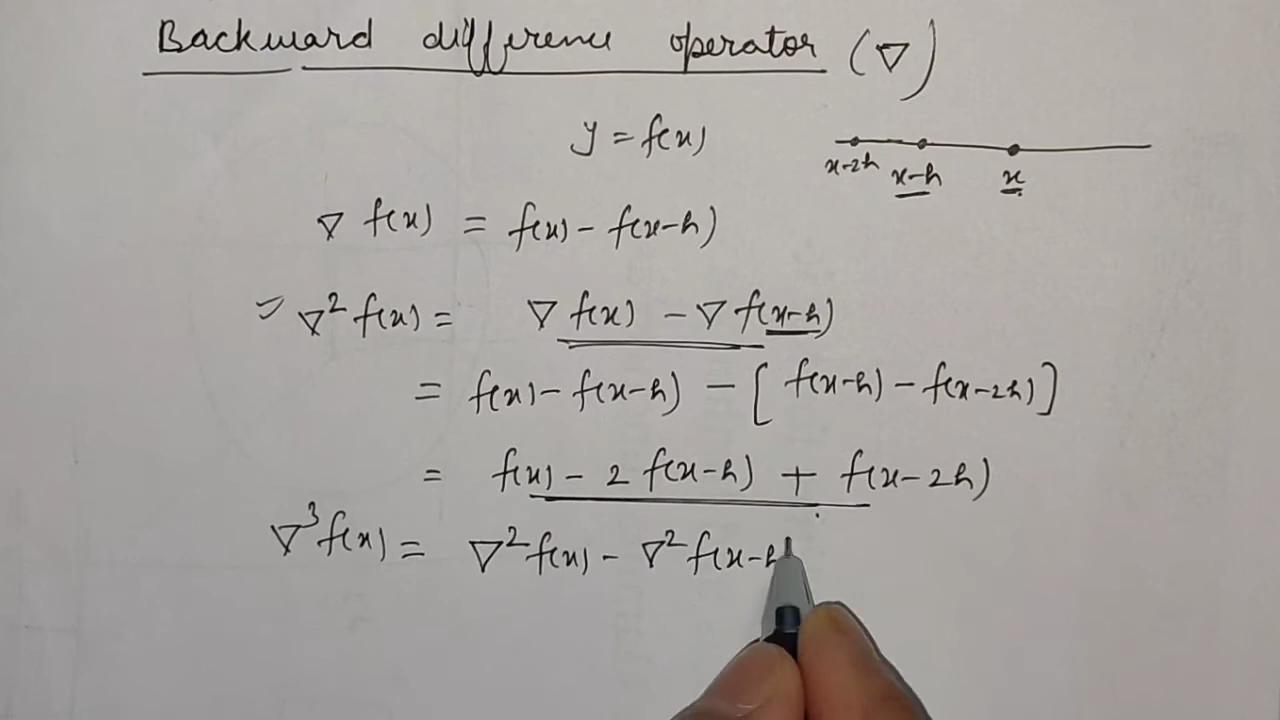 Backward difference operator (∇)
y = f(x)
x-2h x-h x
∇ f(x) = f(x) - f(x-h)
∇² f(x) = ∇ f(x) - ∇ f(x-h)
= f(x) - f(x-h) - [ f(x-h) - f(x-2h) ]
= f(x) - 2 f(x-h) + f(x-2h)
∇³ f(x) = ∇² f(x) - ∇² f(x-h